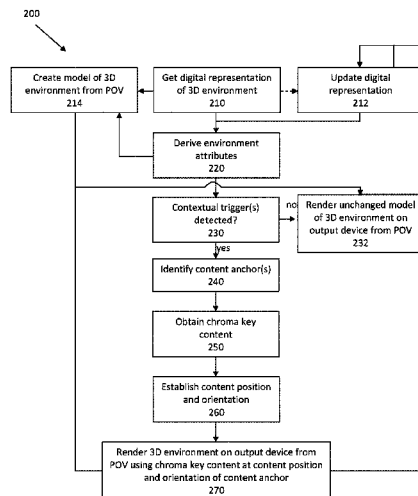 200
Create model of 3D
environment from POV
214
Get digital representation
of 3D environment
210
Update digital
representation
212
Derive environment
attributes
220
Contextual trigger(s)
detected?
230
no
Render unchanged model
of 3D environment on
output device from POV
232
yes
Identify content anchor(s)
240
Obtain chroma key
content
250
Establish content position
and orientation
260
Render 3D environment on output device from
POV using chroma key content at content position
and orientation of content anchor
270